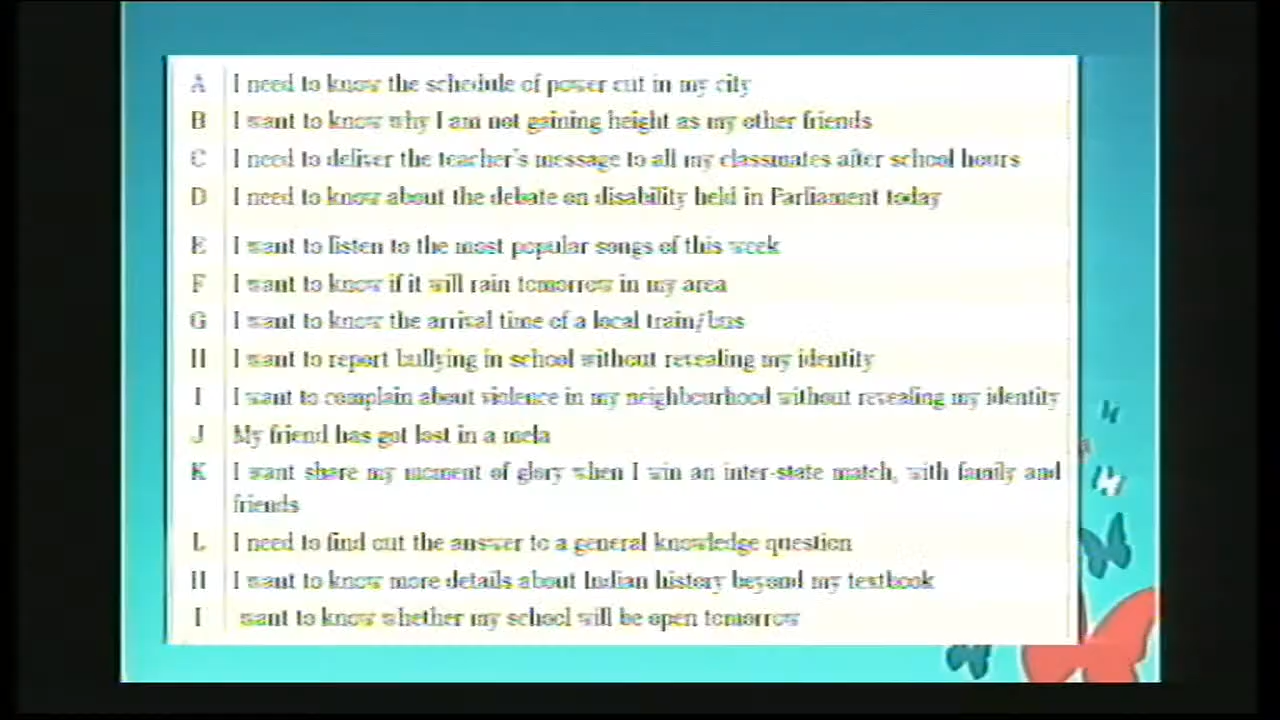 A I need to know the schedule of power cut in my city
B I want to know why I am not gaining height as my other friends
C I need to deliver the teacher's message to all my classmates after school hours
D I need to know about the debate on disability held in Parliament today
E I want to listen to the most popular songs of this week
F I want to know if it will rain tomorrow in my area
G I want to know the arrival time of a local train/bus
H I want to report bullying in school without revealing my identity
I I want to complain about violence in my neighbourhood without revealing my identity
J My friend has got lost in a mela
K I want share my moment of glory when I win an inter-state match, with family and
friends
L I need to find out the answer to a general knowledge question
H I want to know more details about Indian history beyond my textbook
I want to know whether my school will be open tomorrow